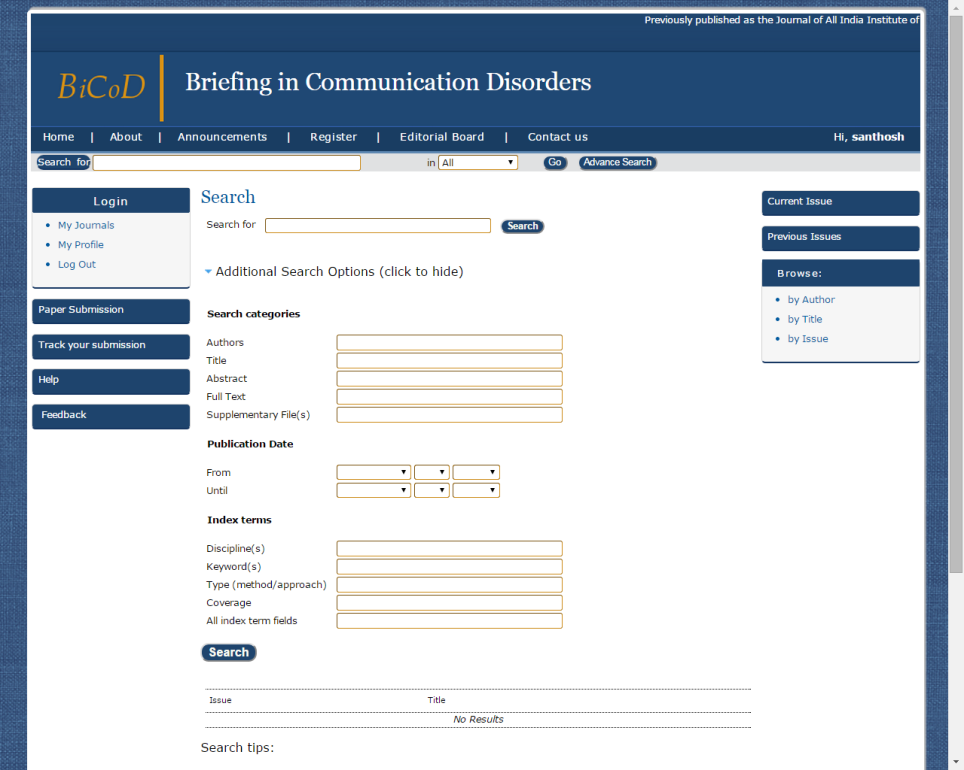 Previously published as the Journal of All India Institute of
BiCoD
Briefing in Communication Disorders
Home | About | Announcements | Register | Editorial Board | Contact us
Hi, santhosh
Search for in All Go Advance Search
Login
My Journals
My Profile
Log Out
Paper Submission
Track your submission
Help
Feedback
Search
Search for Search
Additional Search Options (click to hide)
Search categories
Authors
Title
Abstract
Full Text
Supplementary File(s)
Publication Date
From
Until
Index terms
Discipline(s)
Keyword(s)
Type (method/approach)
Coverage
All index term fields
Search
Issue Title
No Results
Search tips:
Current Issue
Previous Issues
Browse:
by Author
by Title
by Issue